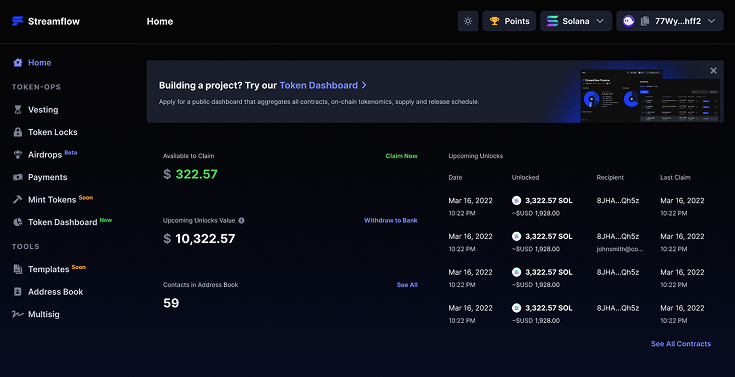 Streamflow
Home
Points
Solana
77Wy...hff2
Home
TOKEN-OPS
Vesting
Token Locks
Airdrops Beta
Payments
Mint Tokens Soon
Token Dashboard New
TOOLS
Templates Soon
Address Book
Multisig
Building a project? Try our Token Dashboard
Apply for a public dashboard that aggregates all contracts, on-chain tokenomics, supply and release schedule.
Available to Claim
Claim Now
$ 322.57
Upcoming Unlocks Value
Withdraw to Bank
$ 10,322.57
Contacts in Address Book
See All
59
Upcoming Unlocks
Date Unlocked Recipient Last Claim
Mar 16, 2022 3,322.57 SOL 8JHA...Qh5z Mar 16, 2022
10:22 PM ~$USD 1,928.00 10:22 PM
Mar 16, 2022 3,322.57 SOL 8JHA...Qh5z Mar 16, 2022
10:22 PM ~$USD 1,928.00 johnsmith@co... 10:22 PM
Mar 16, 2022 3,322.57 SOL 8JHA...Qh5z Mar 16, 2022
10:22 PM ~$USD 1,928.00 10:22 PM
Mar 16, 2022 3,322.57 SOL 8JHA...Qh5z Mar 16, 2022
10:22 PM ~$USD 1,928.00 10:22 PM
See All Contracts